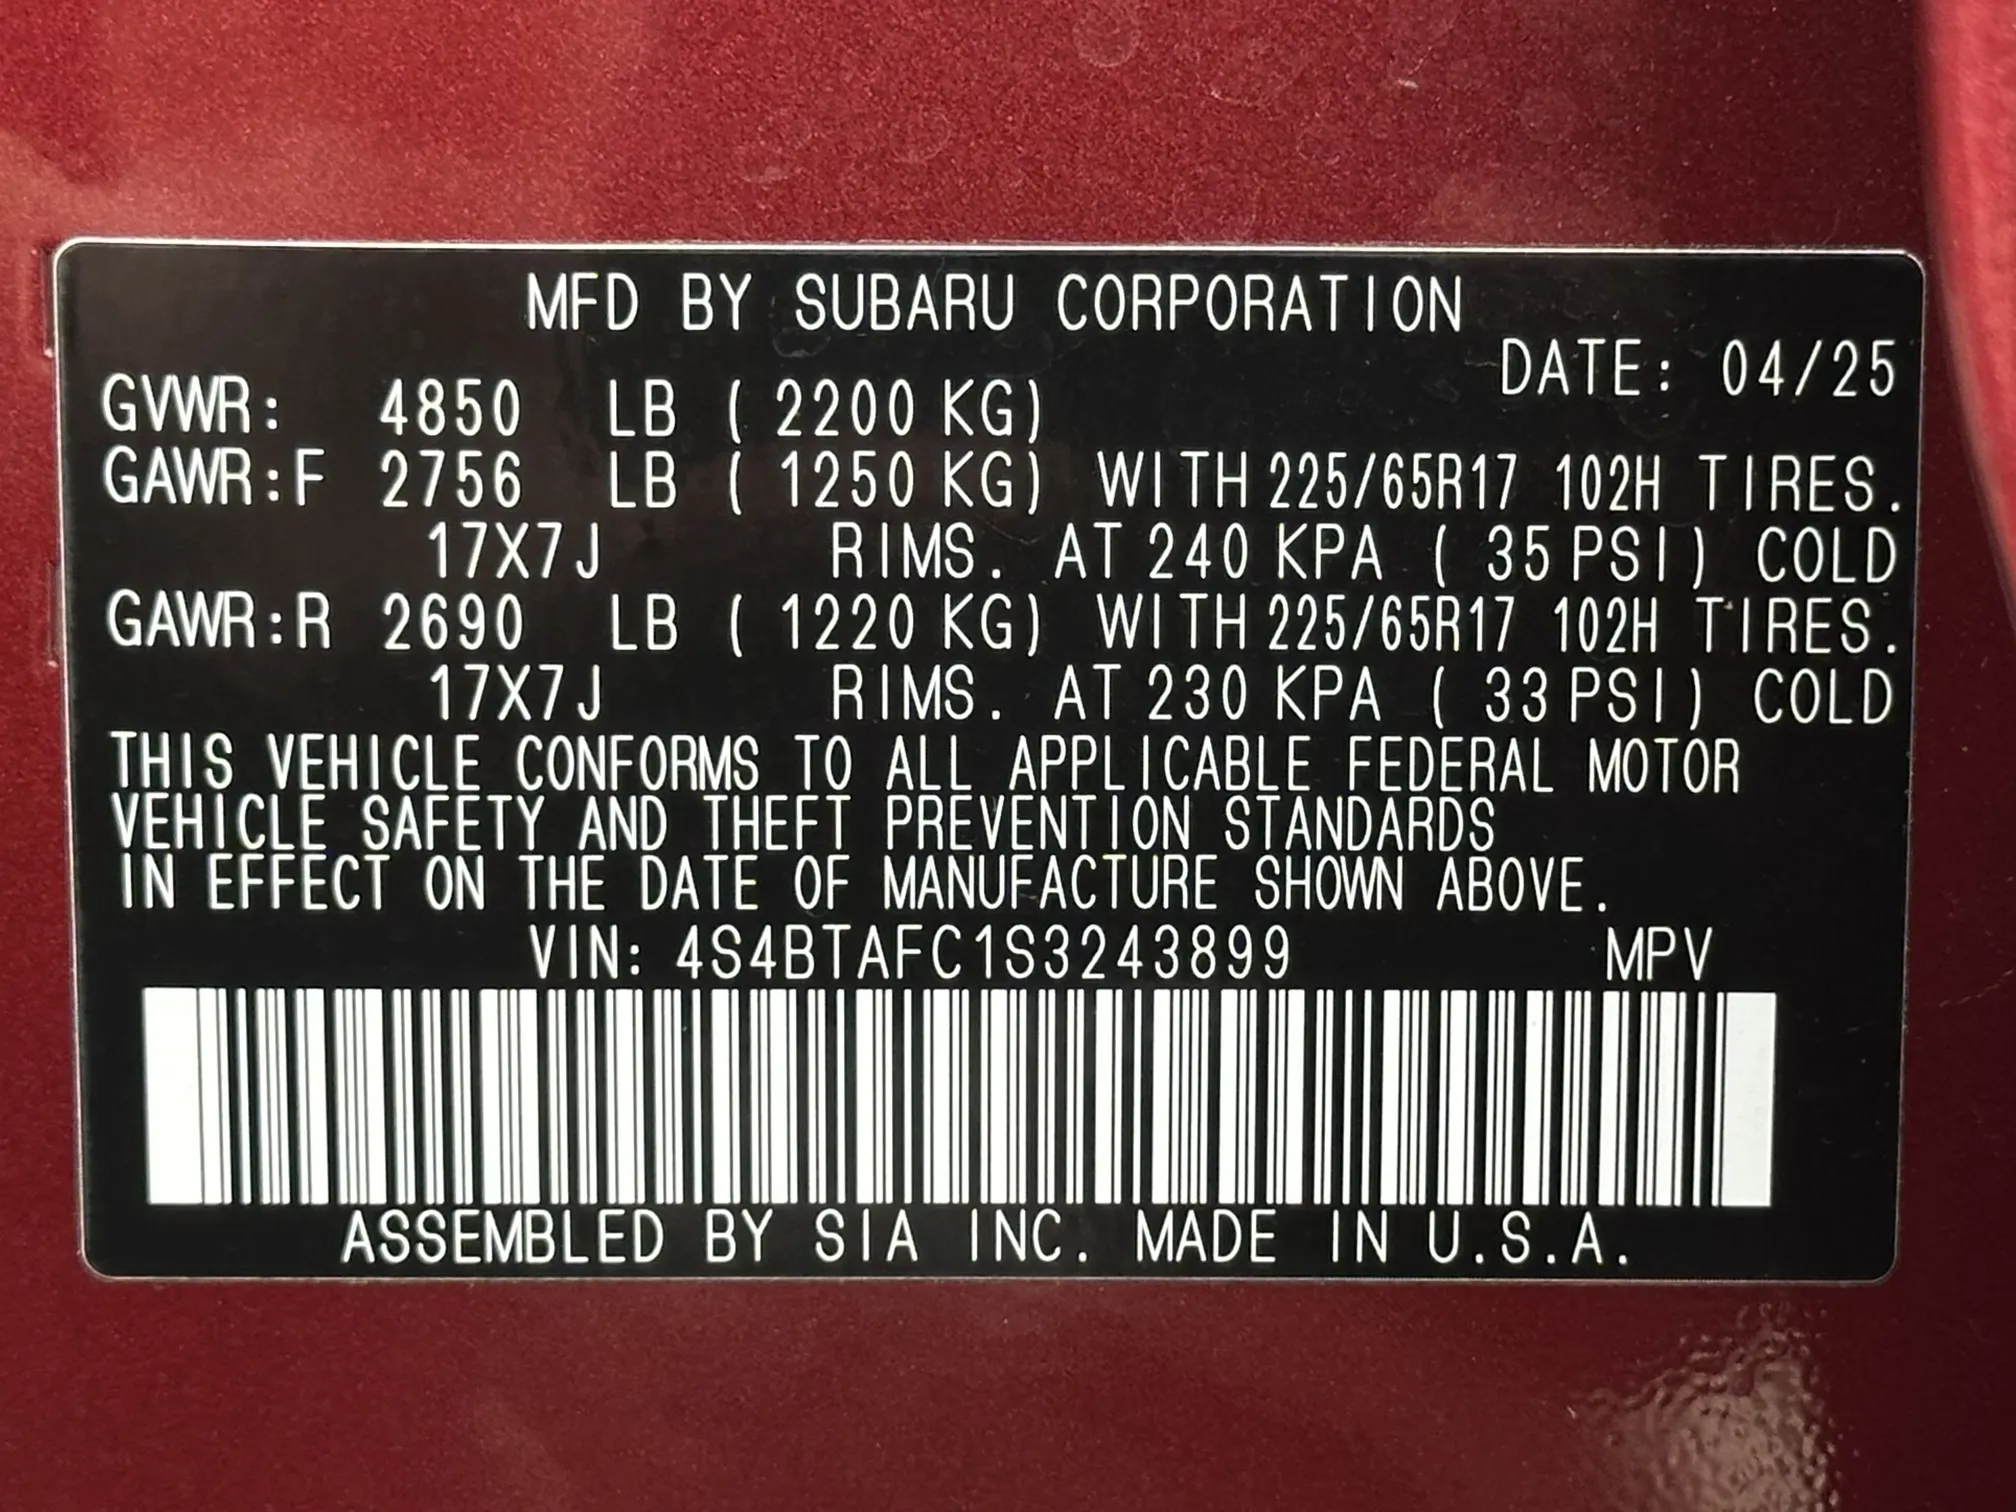 MFD BY SUBARU CORPORATION
DATE: 04/25
GVWR: 4850 LB ( 2200 KG)
GAWR:F 2756 LB ( 1250 KG) WITH 225/65R17 102H TIRES.
17X7J RIMS. AT 240 KPA ( 35 PSI) COLD
GAWR:R 2690 LB ( 1220 KG) WITH 225/65R17 102H TIRES.
17X7J RIMS. AT 230 KPA ( 33 PSI) COLD
THIS VEHICLE CONFORMS TO ALL APPLICABLE FEDERAL MOTOR
VEHICLE SAFETY AND THEFT PREVENTION STANDARDS
IN EFFECT ON THE DATE OF MANUFACTURE SHOWN ABOVE.
VIN: 4S4BTAFC1S3243899 MPV
ASSEMBLED BY SIA INC. MADE IN U.S.A.